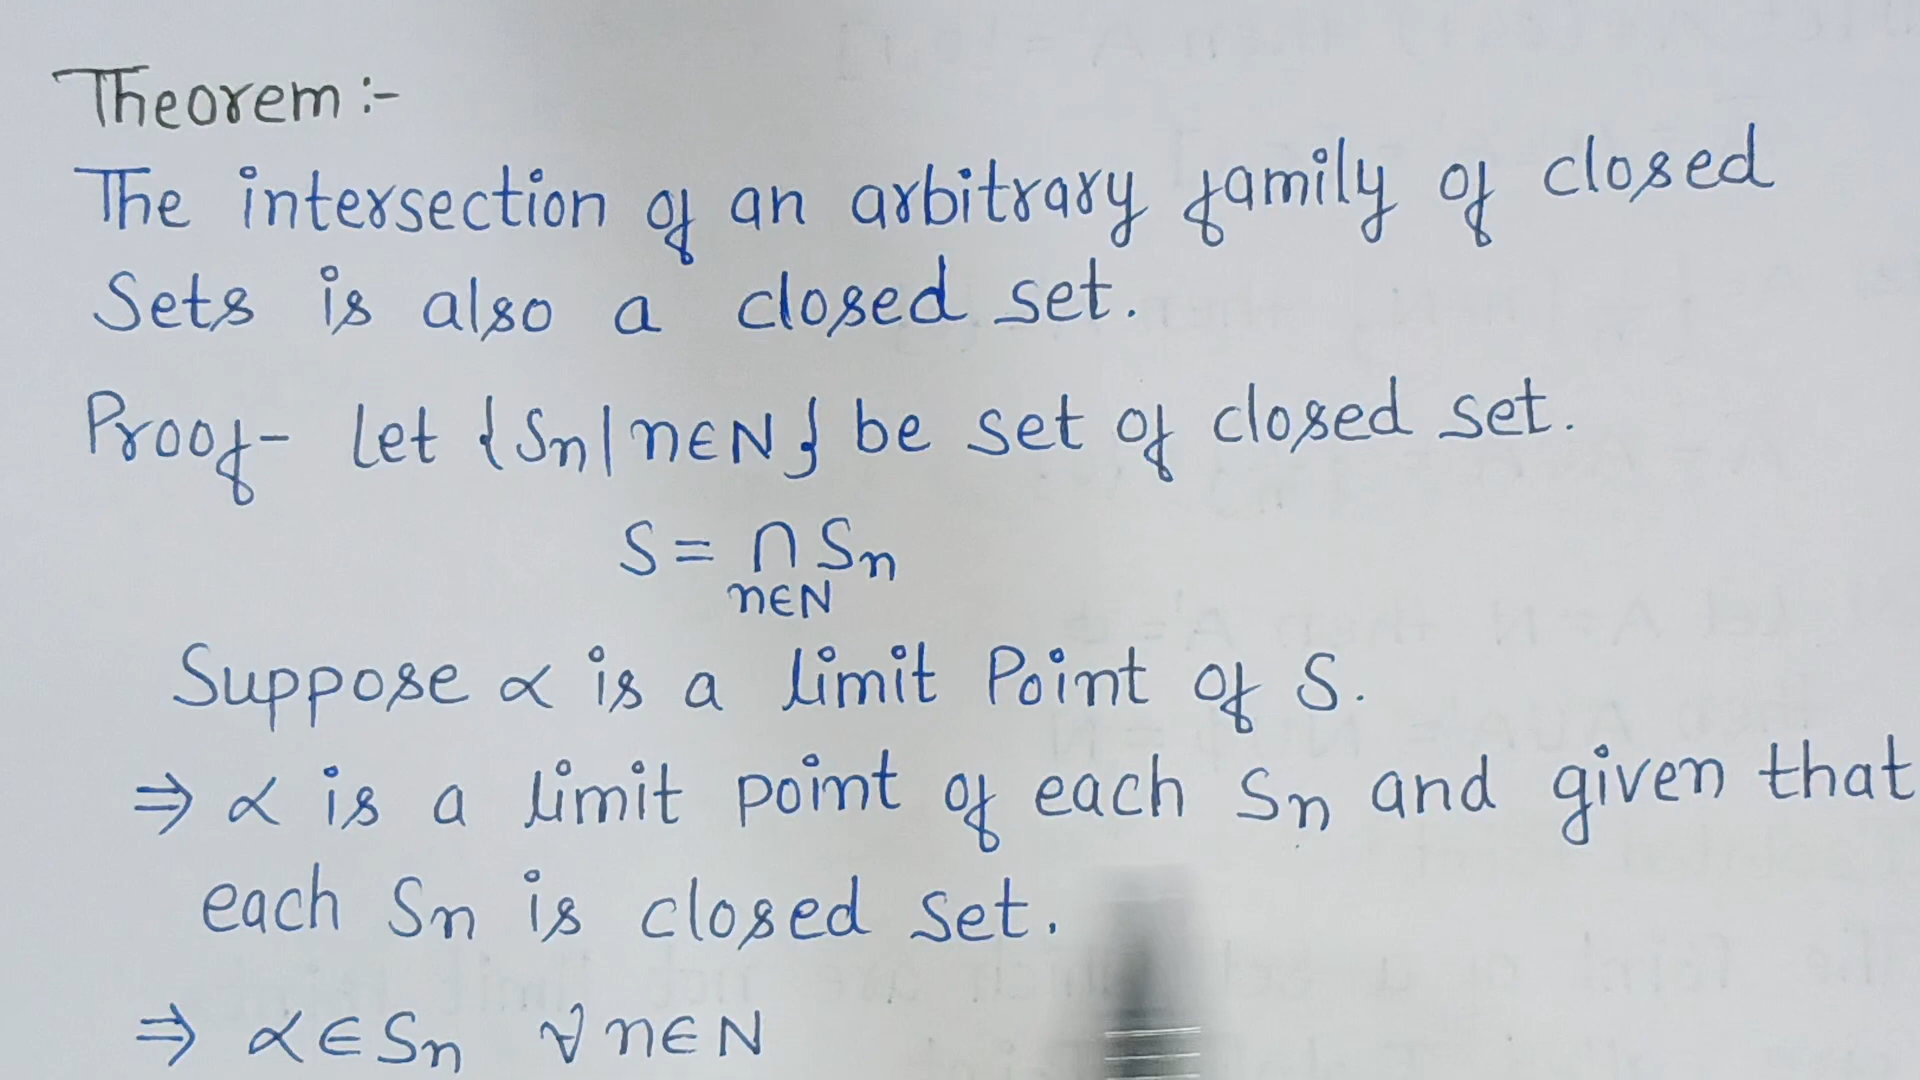 Theorem :-
The intersection of an arbitrary family of closed
Sets is also a closed set.
Proof- Let {Sn | n∈N} be set of closed set.
S = ∩ Sn
n∈N
Suppose α is a limit Point of S.
⇒ α is a limit point of each Sn and given that
each Sn is closed set.
⇒ α∈Sn ∀ n∈N